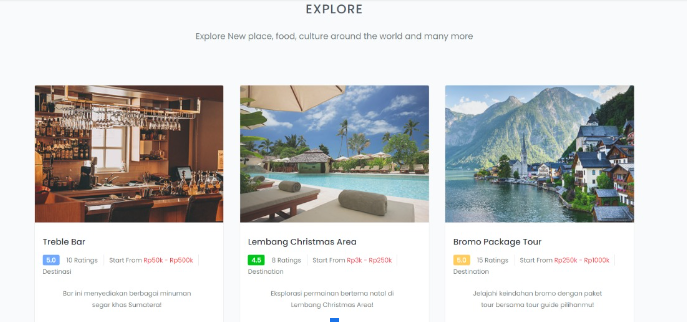 EXPLORE
Explore New place, food, culture around the world and many more
Treble Bar
5.0 10 Ratings Start From Rp50k - Rp500k
Destinasi
Bar ini menyediakan berbagai minuman
segar khas Sumatera!
Lembang Christmas Area
4.5 8 Ratings Start From Rp3k - Rp250k
Destination
Eksplorasi permainan bertema natal di
Lembang Christmas Area!
Bromo Package Tour
5.0 15 Ratings Start From Rp250k - Rp1000k
Destination
Jelajahi keindahan bromo dengan paket
tour bersama tour guide pilihanmu!